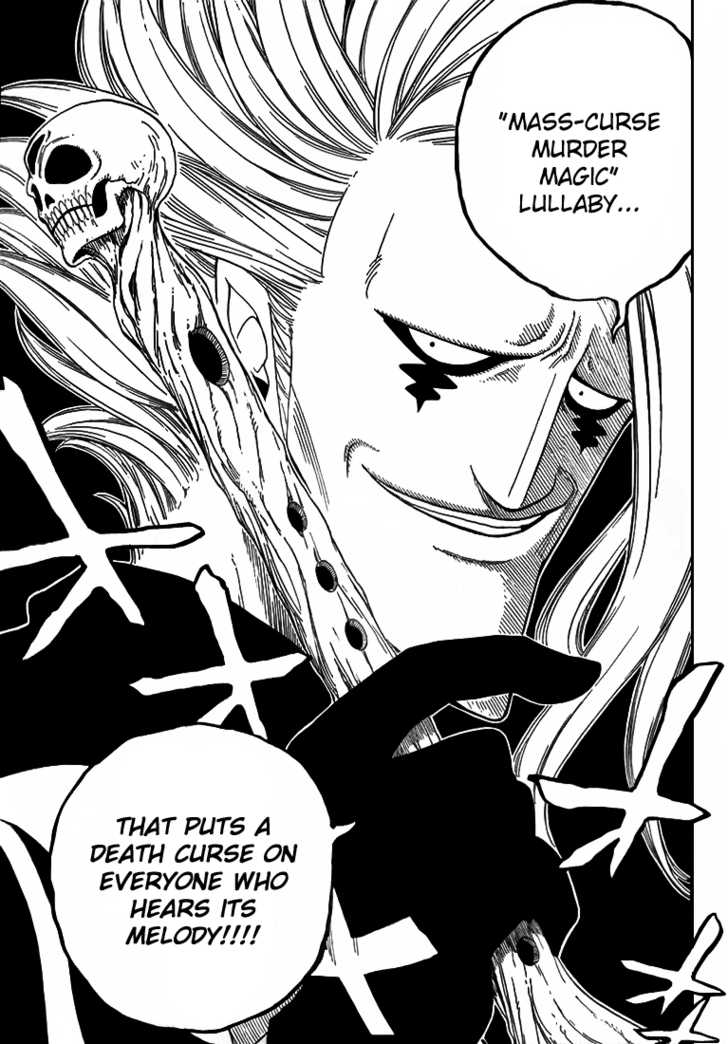 "MASS-CURSE
MURDER
MAGIC"
LULLABY...
THAT PUTS A
DEATH CURSE ON
EVERYONE WHO
HEARS ITS
MELODY!!!!